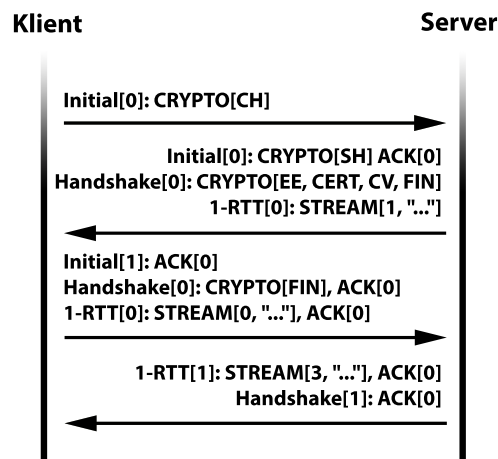 Klient
Server
Initial[0]: CRYPTO[CH]
Initial[0]: CRYPTO[SH] ACK[0]
Handshake[0]: CRYPTO[EE, CERT, CV, FIN]
1-RTT[0]: STREAM[1, "..."]
Initial[1]: ACK[0]
Handshake[0]: CRYPTO[FIN], ACK[0]
1-RTT[0]: STREAM[0, "..."], ACK[0]
1-RTT[1]: STREAM[3, "..."], ACK[0]
Handshake[1]: ACK[0]